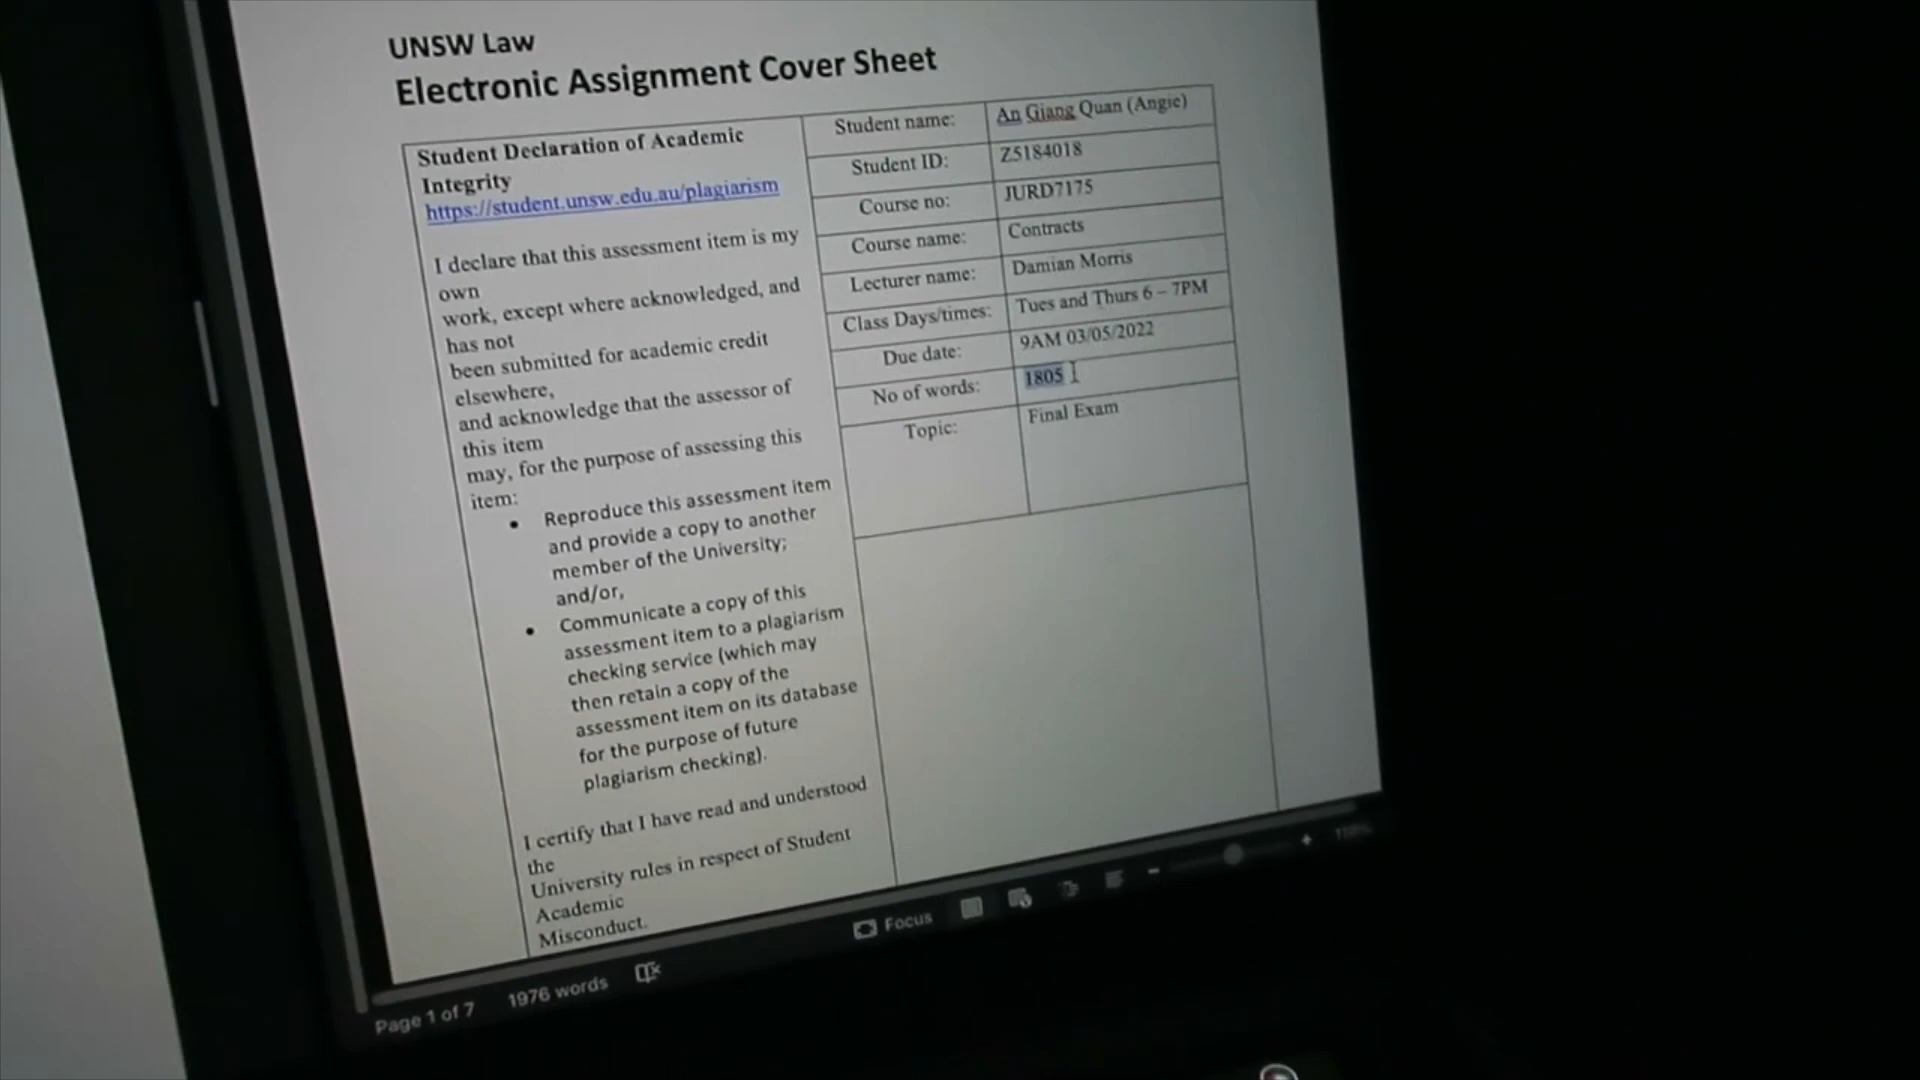 UNSW Law
Electronic Assignment Cover Sheet
Student Declaration of Academic
Integrity
https://student.unsw.edu.au/plagiarism
I declare that this assessment item is my
own
work, except where acknowledged, and
has not
been submitted for academic credit
elsewhere,
and acknowledge that the assessor of
this item
may, for the purpose of assessing this
item:
• Reproduce this assessment item
and provide a copy to another
member of the University;
and/or,
• Communicate a copy of this
assessment item to a plagiarism
checking service (which may
then retain a copy of the
assessment item on its database
for the purpose of future
plagiarism checking).
I certify that I have read and understood
the
University rules in respect of Student
Academic
Misconduct.
Student name: An Giang Quan (Angie)
Student ID: Z5184018
Course no: JURD7175
Course name: Contracts
Lecturer name: Damian Morris
Class Days/times: Tues and Thurs 6 – 7PM
Due date: 9AM 03/05/2022
No of words: 1805
Topic: Final Exam
Page 1 of 7 1976 words Focus